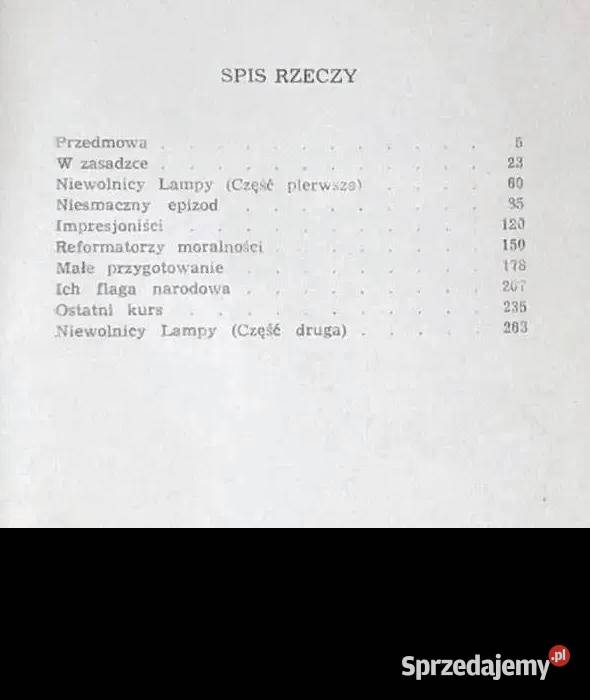 SPIS RZECZY
Przedmowa . . . . . . . . . . . . 5
W zasadzce . . . . . . . . . . . . 23
Niewolnicy Lampy (Część pierwsza) . . . . 60
Niesmaczny epizod . . . . . . . . . 95
Impresjoniści . . . . . . . . . . . 120
Reformatorzy moralności . . . . . . . 150
Małe przygotowanie . . . . . . . . . 178
Ich flaga narodowa . . . . . . . . . 207
Ostatni kurs . . . . . . . . . . . 235
Niewolnicy Lampy (Część druga) . . . . . 263
Sprzedajemy.pl